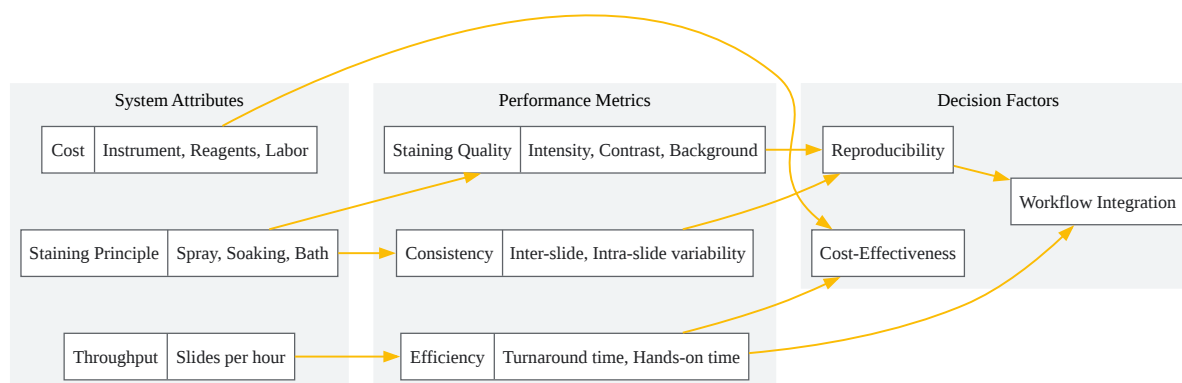 System Attributes
Cost
Instrument, Reagents, Labor
Staining Principle
Spray, Soaking, Bath
Throughput
Slides per hour
Performance Metrics
Staining Quality
Intensity, Contrast, Background
Consistency
Inter-slide, Intra-slide variability
Efficiency
Turnaround time, Hands-on time
Decision Factors
Reproducibility
Workflow Integration
Cost-Effectiveness